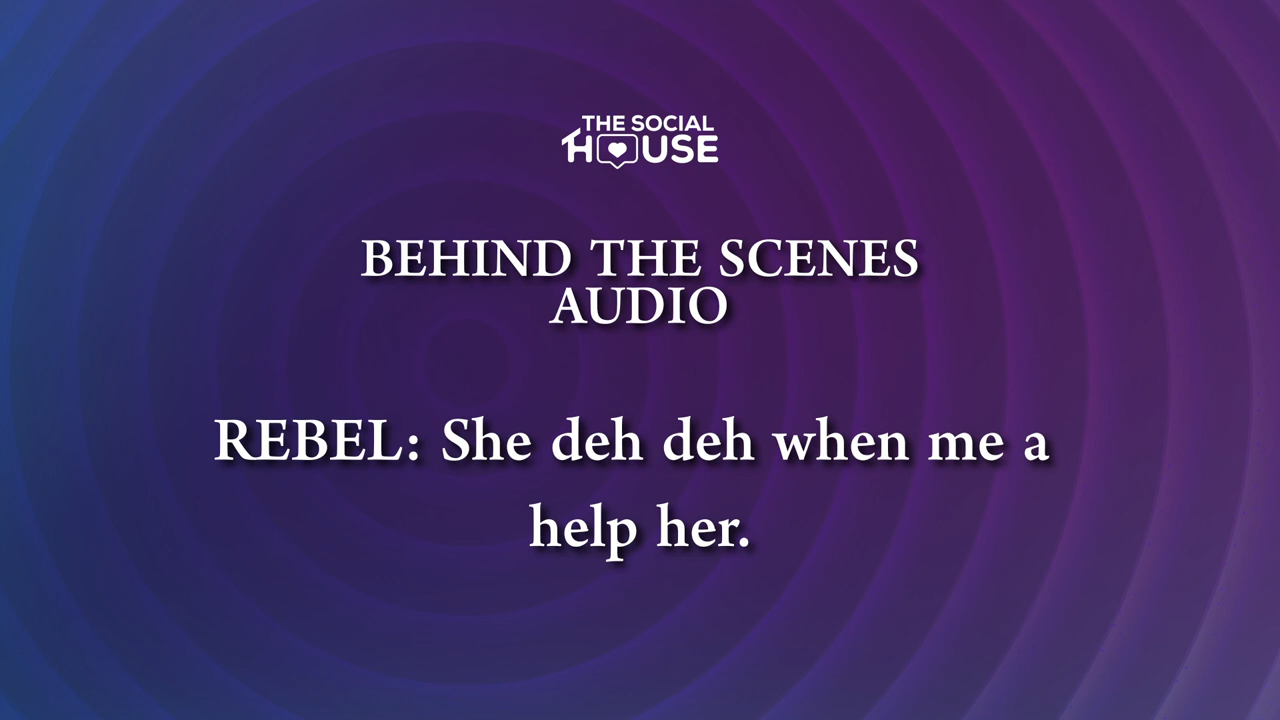 THE SOCIAL
HOUSE
BEHIND THE SCENES
AUDIO
REBEL: She deh deh when me a
help her.